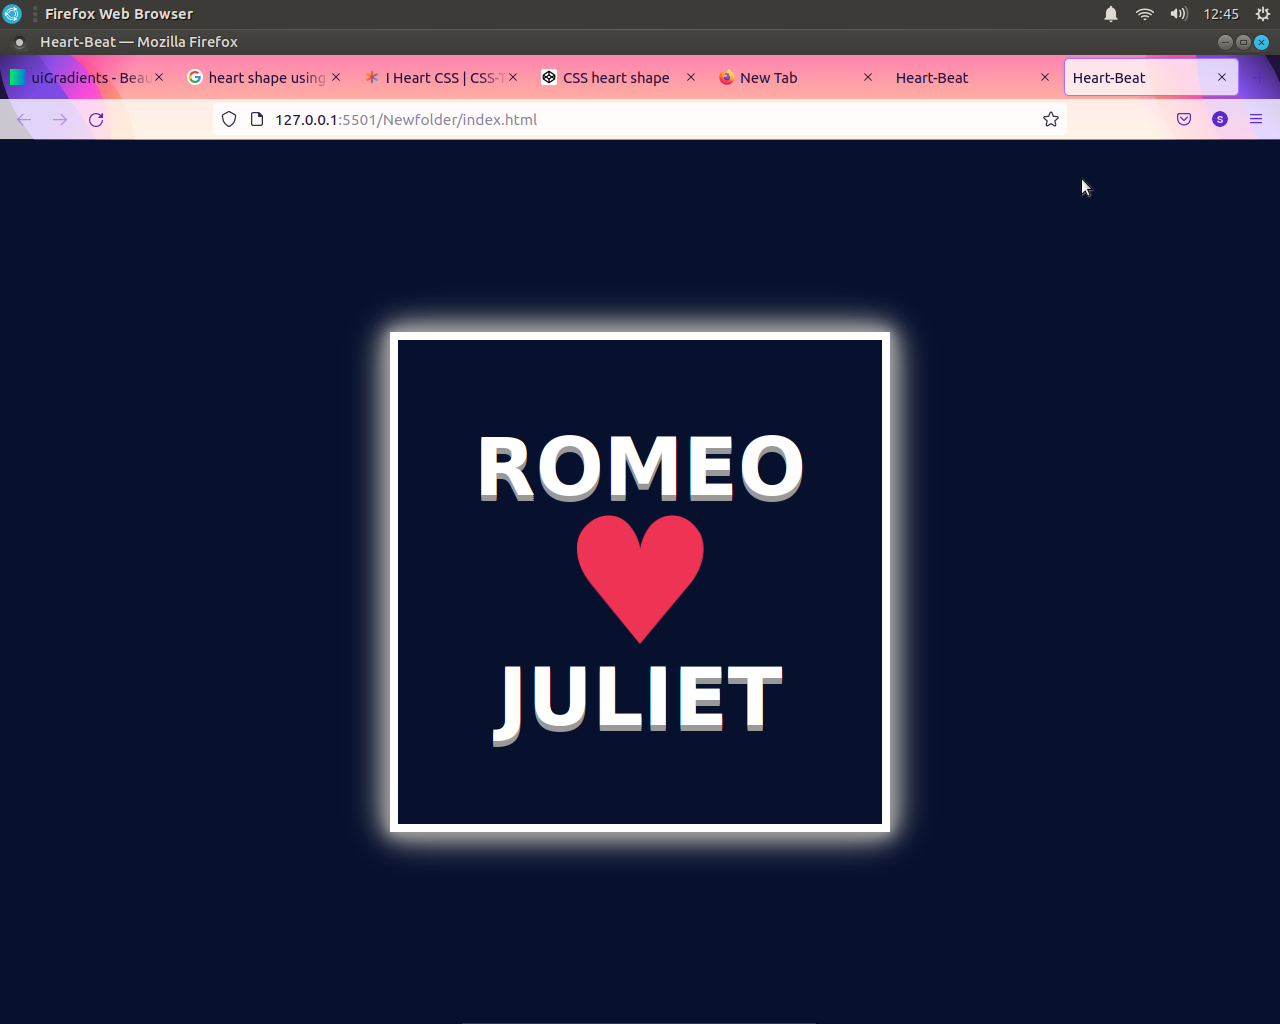 Firefox Web Browser
12:45
Heart-Beat — Mozilla Firefox
uiGradients - Beau
heart shape using
I Heart CSS | CSS-T
CSS heart shape
New Tab
Heart-Beat
Heart-Beat
127.0.0.1:5501/Newfolder/index.html
S
ROMEO
JULIET